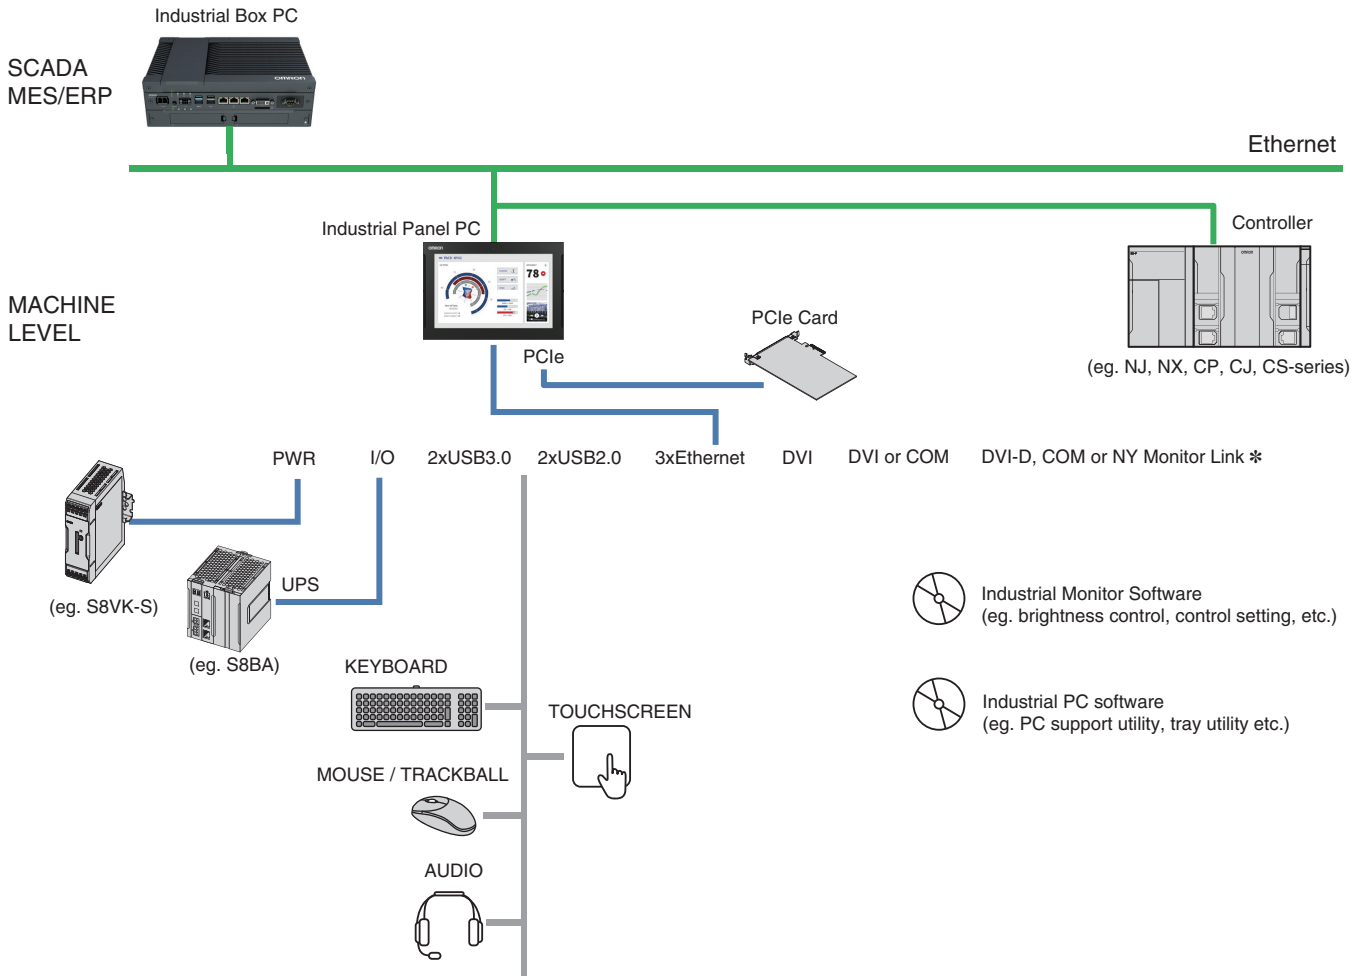 Industrial Box PC
SCADA
MES/ERP
OMRON
Ethernet
Industrial Panel PC
Controller
OMRON
78
MACHINE
LEVEL
PCIe Card
PCIe
(eg. NJ, NX, CP, CJ, CS-series)
PWR
I/O
2xUSB3.0
2xUSB2.0
3xEthernet
DVI
DVI or COM
DVI-D, COM or NY Monitor Link ✻
UPS
(eg. S8VK-S)
(eg. S8BA)
Industrial Monitor Software
(eg. brightness control, control setting, etc.)
KEYBOARD
TOUCHSCREEN
Industrial PC software
(eg. PC support utility, tray utility etc.)
MOUSE / TRACKBALL
AUDIO